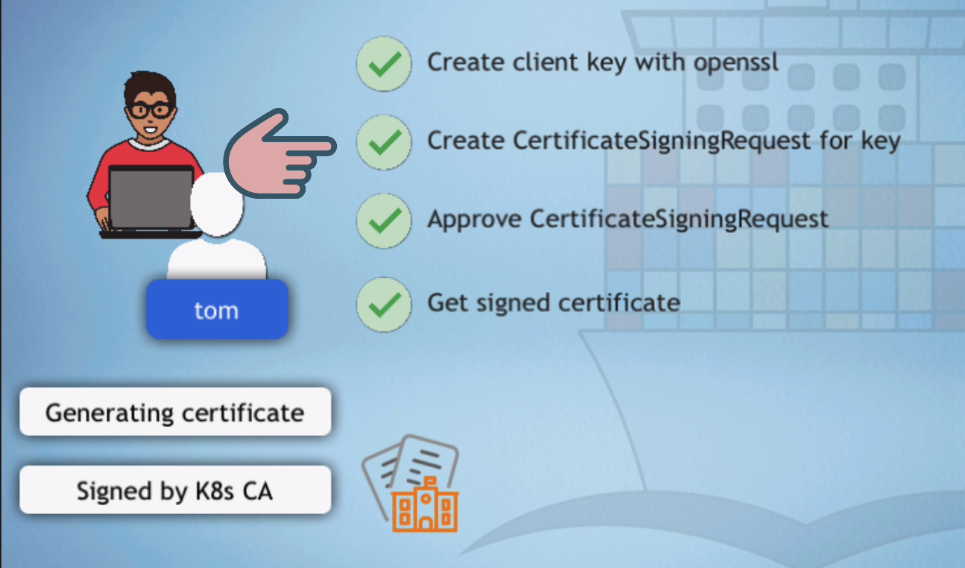 Create client key with openssl
Create CertificateSigningRequest for key
Approve CertificateSigningRequest
Get signed certificate
tom
Generating certificate
Signed by K8s CA